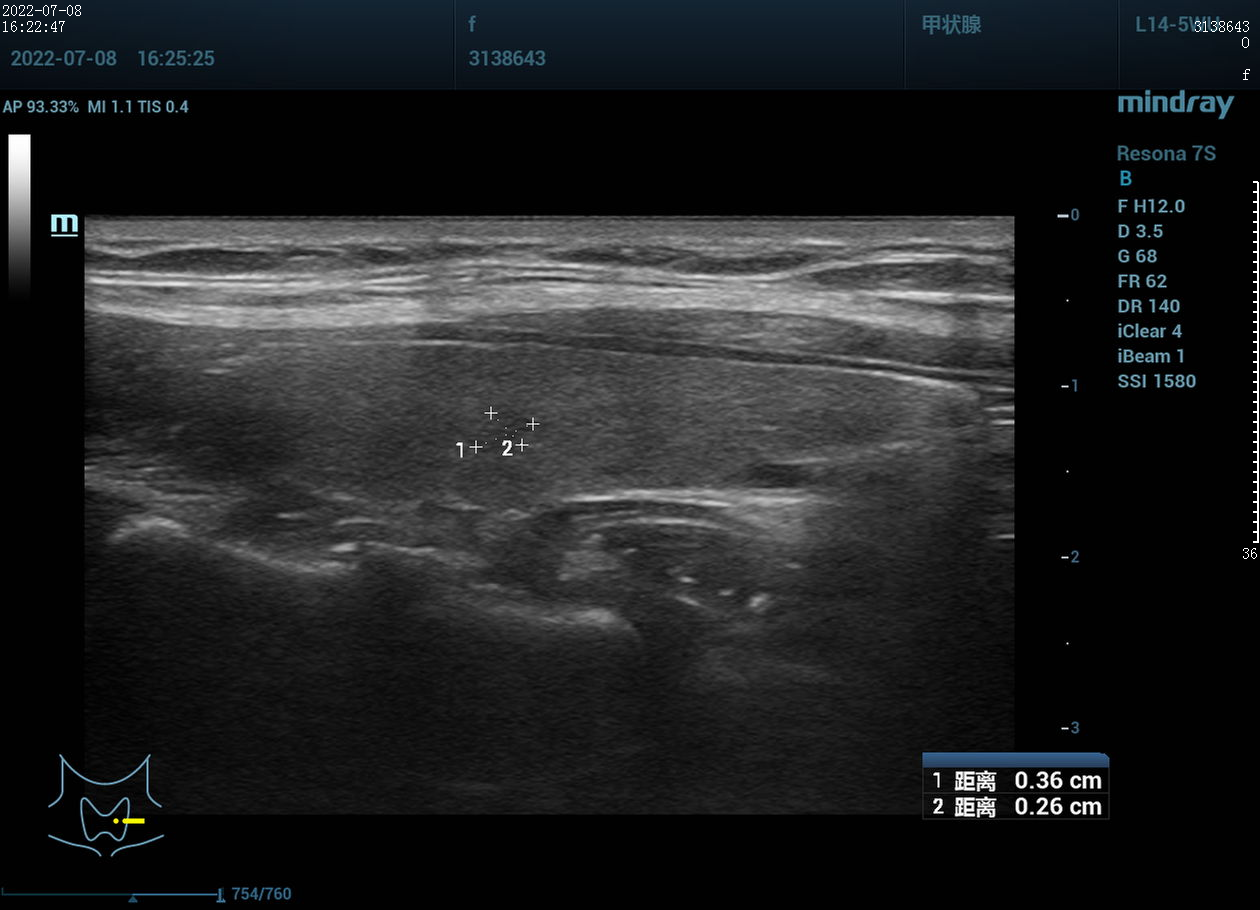 2022-07-08
16:22:47
2022-07-08 16:25:25
f
3138643
甲状腺
L14-5W
3138643
0
f
AP 93.33% MI 1.1 TIS 0.4
mindray
Resona 7S
B
F H12.0
D 3.5
G 68
FR 62
DR 140
iClear 4
iBeam 1
SSI 1580
m
0
1
2
3
36
1
2
1 距离 0.36 cm
2 距离 0.26 cm
754/760